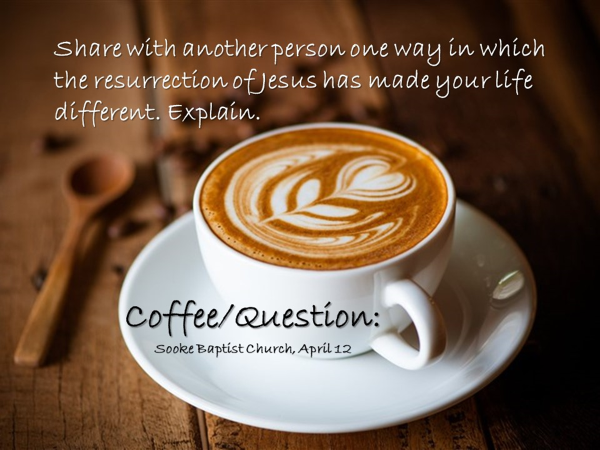 Share with another person one way in which
the resurrection of Jesus has made your life
different. Explain.
Coffee/Question:
Sooke Baptist Church, April 12